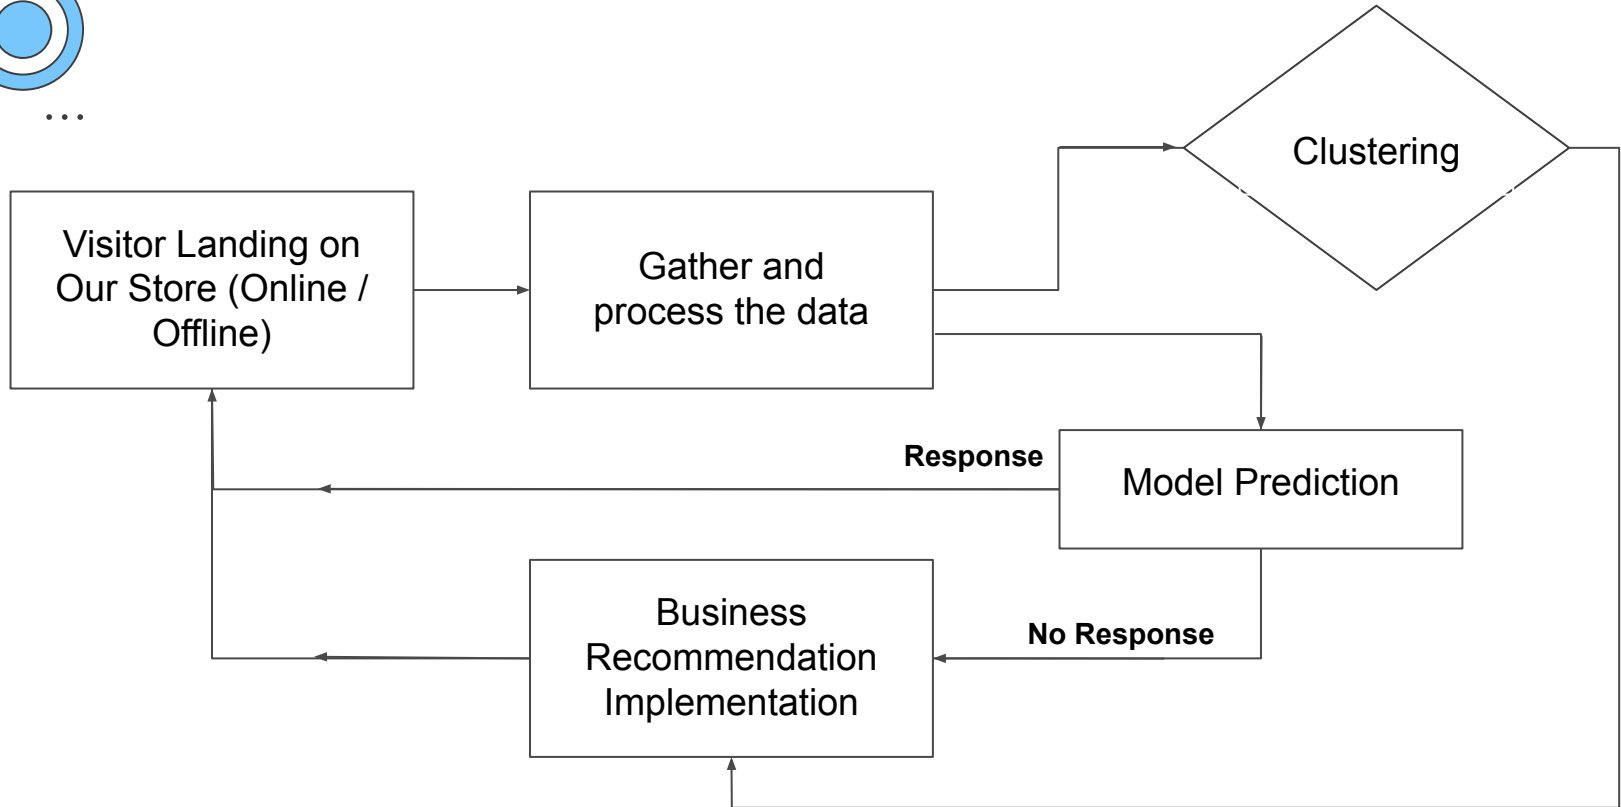 ...
Clustering
Visitor Landing on
Our Store (Online /
Offline)
Gather and
process the data
Response
Model Prediction
Business
Recommendation
Implementation
No Response